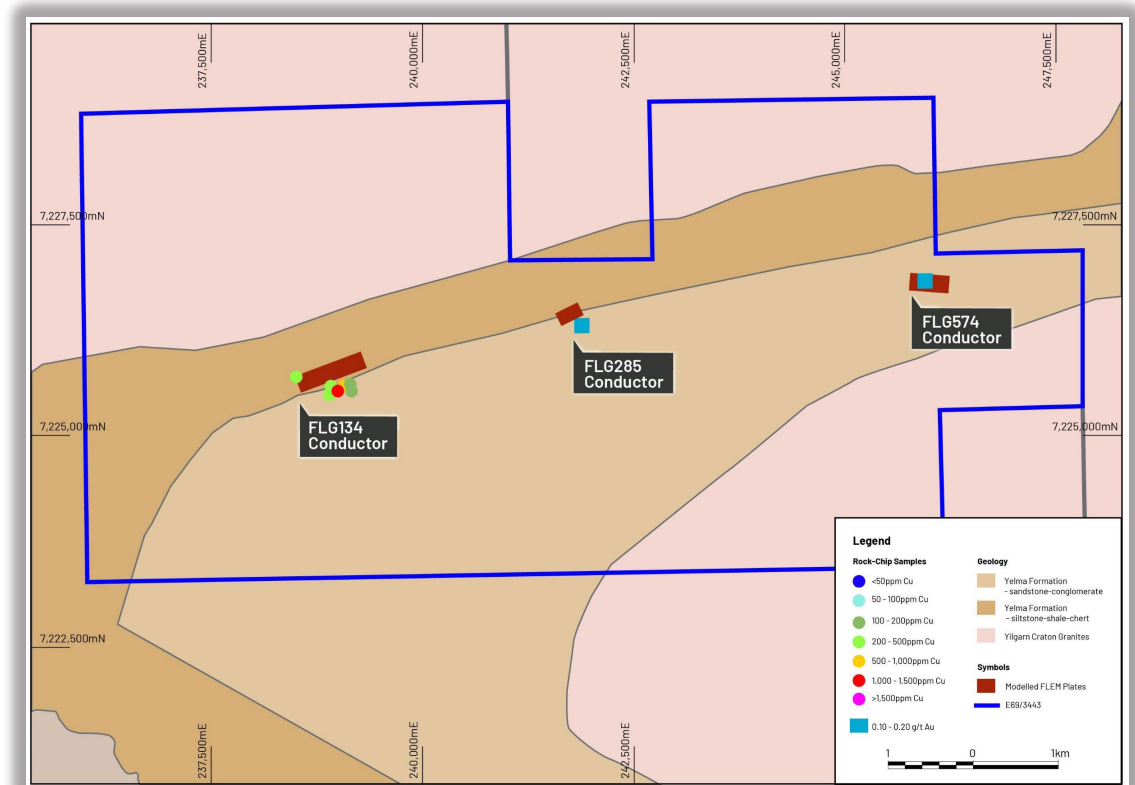 237,500mE
240,000mE
242,500mE
245,000mE
247,500mE
7,227,500mN
7,227,500mN
FLG574
Conductor
FLG285
Conductor
FLG134
Conductor
7,225,000mN
7,225,000mN
7,222,500mN
237,500mE
240,000mE
242,500mE
Legend
Rock-Chip Samples
<50ppm Cu
50 - 100ppm Cu
100 - 200ppm Cu
200 - 500ppm Cu
500 - 1,000ppm Cu
1,000 - 1,500ppm Cu
>1,500ppm Cu
0.10 - 0.20 g/t Au
Geology
Yelma Formation
- sandstone-conglomerate
Yelma Formation
- siltstone-shale-chert
Yilgarn Craton Granites
Symbols
Modelled FLEM Plates
E69/3443
1 0 1km